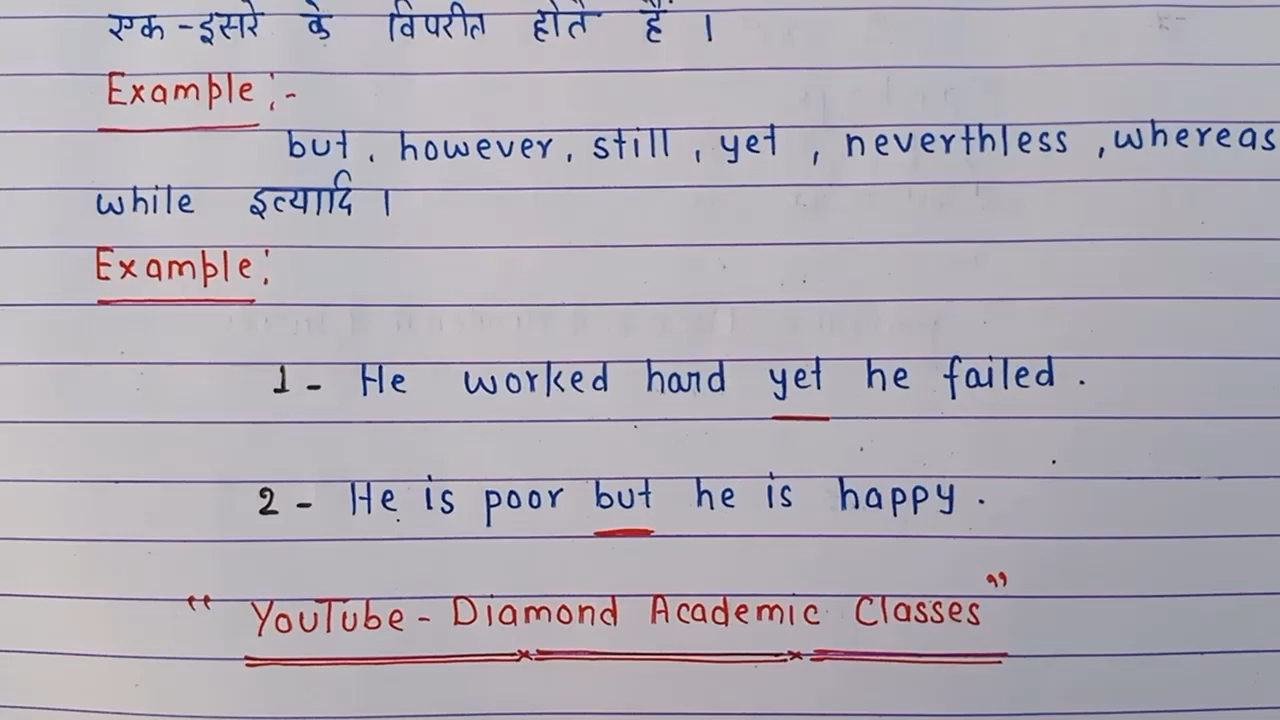 एक-दूसरे के विपरीत होते हैं ।
Example :-
but, however, still, yet, neverthless, whereas
while इत्यादि ।
Example:
1- He worked hard yet he failed.
2- He is poor but he is happy.
"YouTube-Diamond Academic Classes"